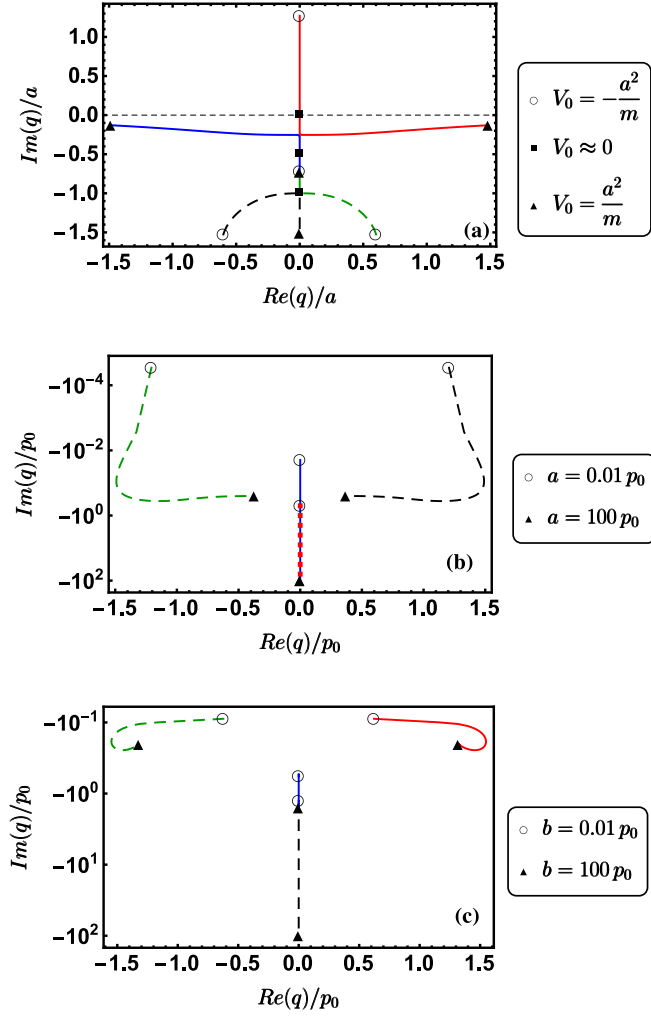 1.0
0.5
0.0
−0.5
−1.0
−1.5
Im(q)/a
(a)
−1.5 −1.0 −0.5 0.0 0.5 1.0 1.5
Re(q)/a
○ V₀ = −a²/m
■ V₀ ≈ 0
▲ V₀ = a²/m
−10⁻⁴
−10⁻²
−10⁰
−10²
Im(q)/p₀
(b)
−1.5 −1.0 −0.5 0.0 0.5 1.0 1.5
Re(q)/p₀
○ a = 0.01 p₀
▲ a = 100 p₀
−10⁻¹
−10⁰
−10¹
−10²
Im(q)/p₀
(c)
−1.5 −1.0 −0.5 0.0 0.5 1.0 1.5
Re(q)/p₀
○ b = 0.01 p₀
▲ b = 100 p₀